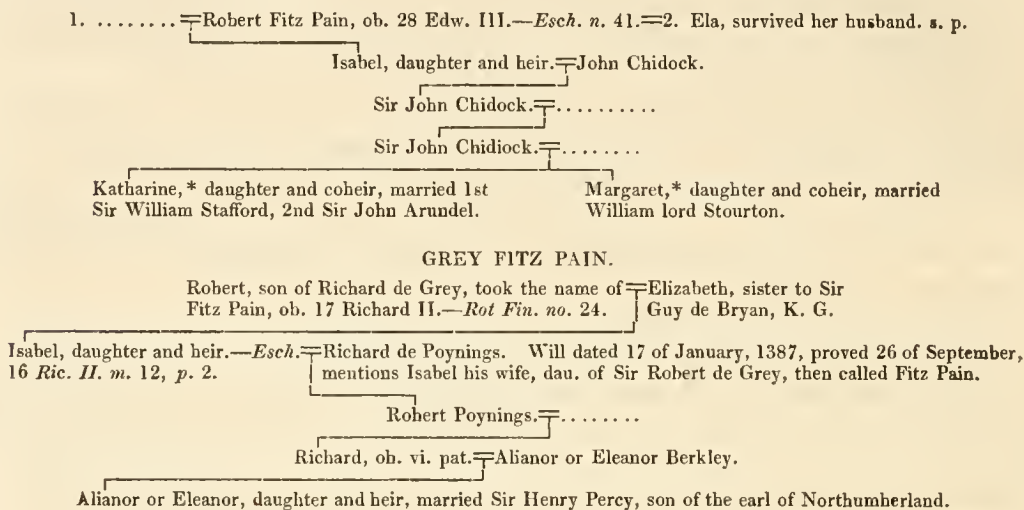 1. .........Robert Fitz Pain, ob. 28 Edw. III.—Esch. n. 41.=2. Ela, survived her husband. s. p.
Isabel, daughter and heir.=John Chidock.
Sir John Chidock.=..........
Sir John Chidiock.=........
Katharine,* daughter and coheir, married 1st
Sir William Stafford, 2nd Sir John Arundel.
Margaret,* daughter and coheir, married
William lord Stourton.
GREY FITZ PAIN.
Robert, son of Richard de Grey, took the name of=Elizabeth, sister to Sir
Fitz Pain, ob. 17 Richard II.—Rot Fin. no. 24. Guy de Bryan, K. G.
Isabel, daughter and heir.—Esch.=Richard de Poynings. Will dated 17 of January, 1387, proved 26 of September,
16 Ric. II. m. 12, p. 2. mentions Isabel his wife, dau. of Sir Robert de Grey, then called Fitz Pain.
Robert Poynings.=........
Richard, ob. vi. pat.=Alianor or Eleanor Berkley.
Alianor or Eleanor, daughter and heir, married Sir Henry Percy, son of the earl of Northumberland.